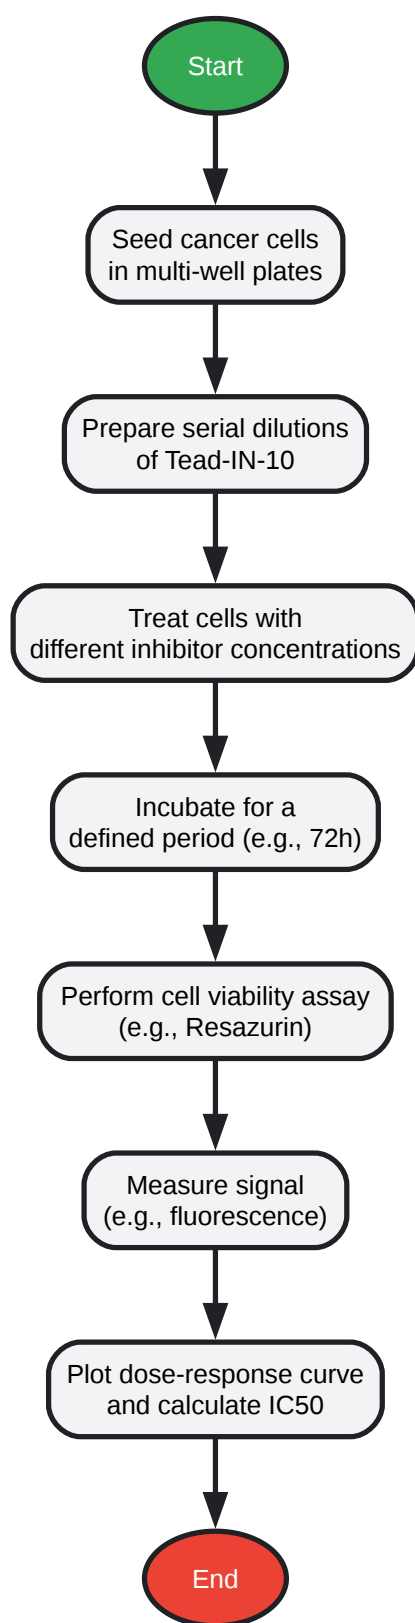 Start
Seed cancer cells
in multi-well plates
Prepare serial dilutions
of Tead-IN-10
Treat cells with
different inhibitor concentrations
Incubate for a
defined period (e.g., 72h)
Perform cell viability assay
(e.g., Resazurin)
Measure signal
(e.g., fluorescence)
Plot dose-response curve
and calculate IC50
End